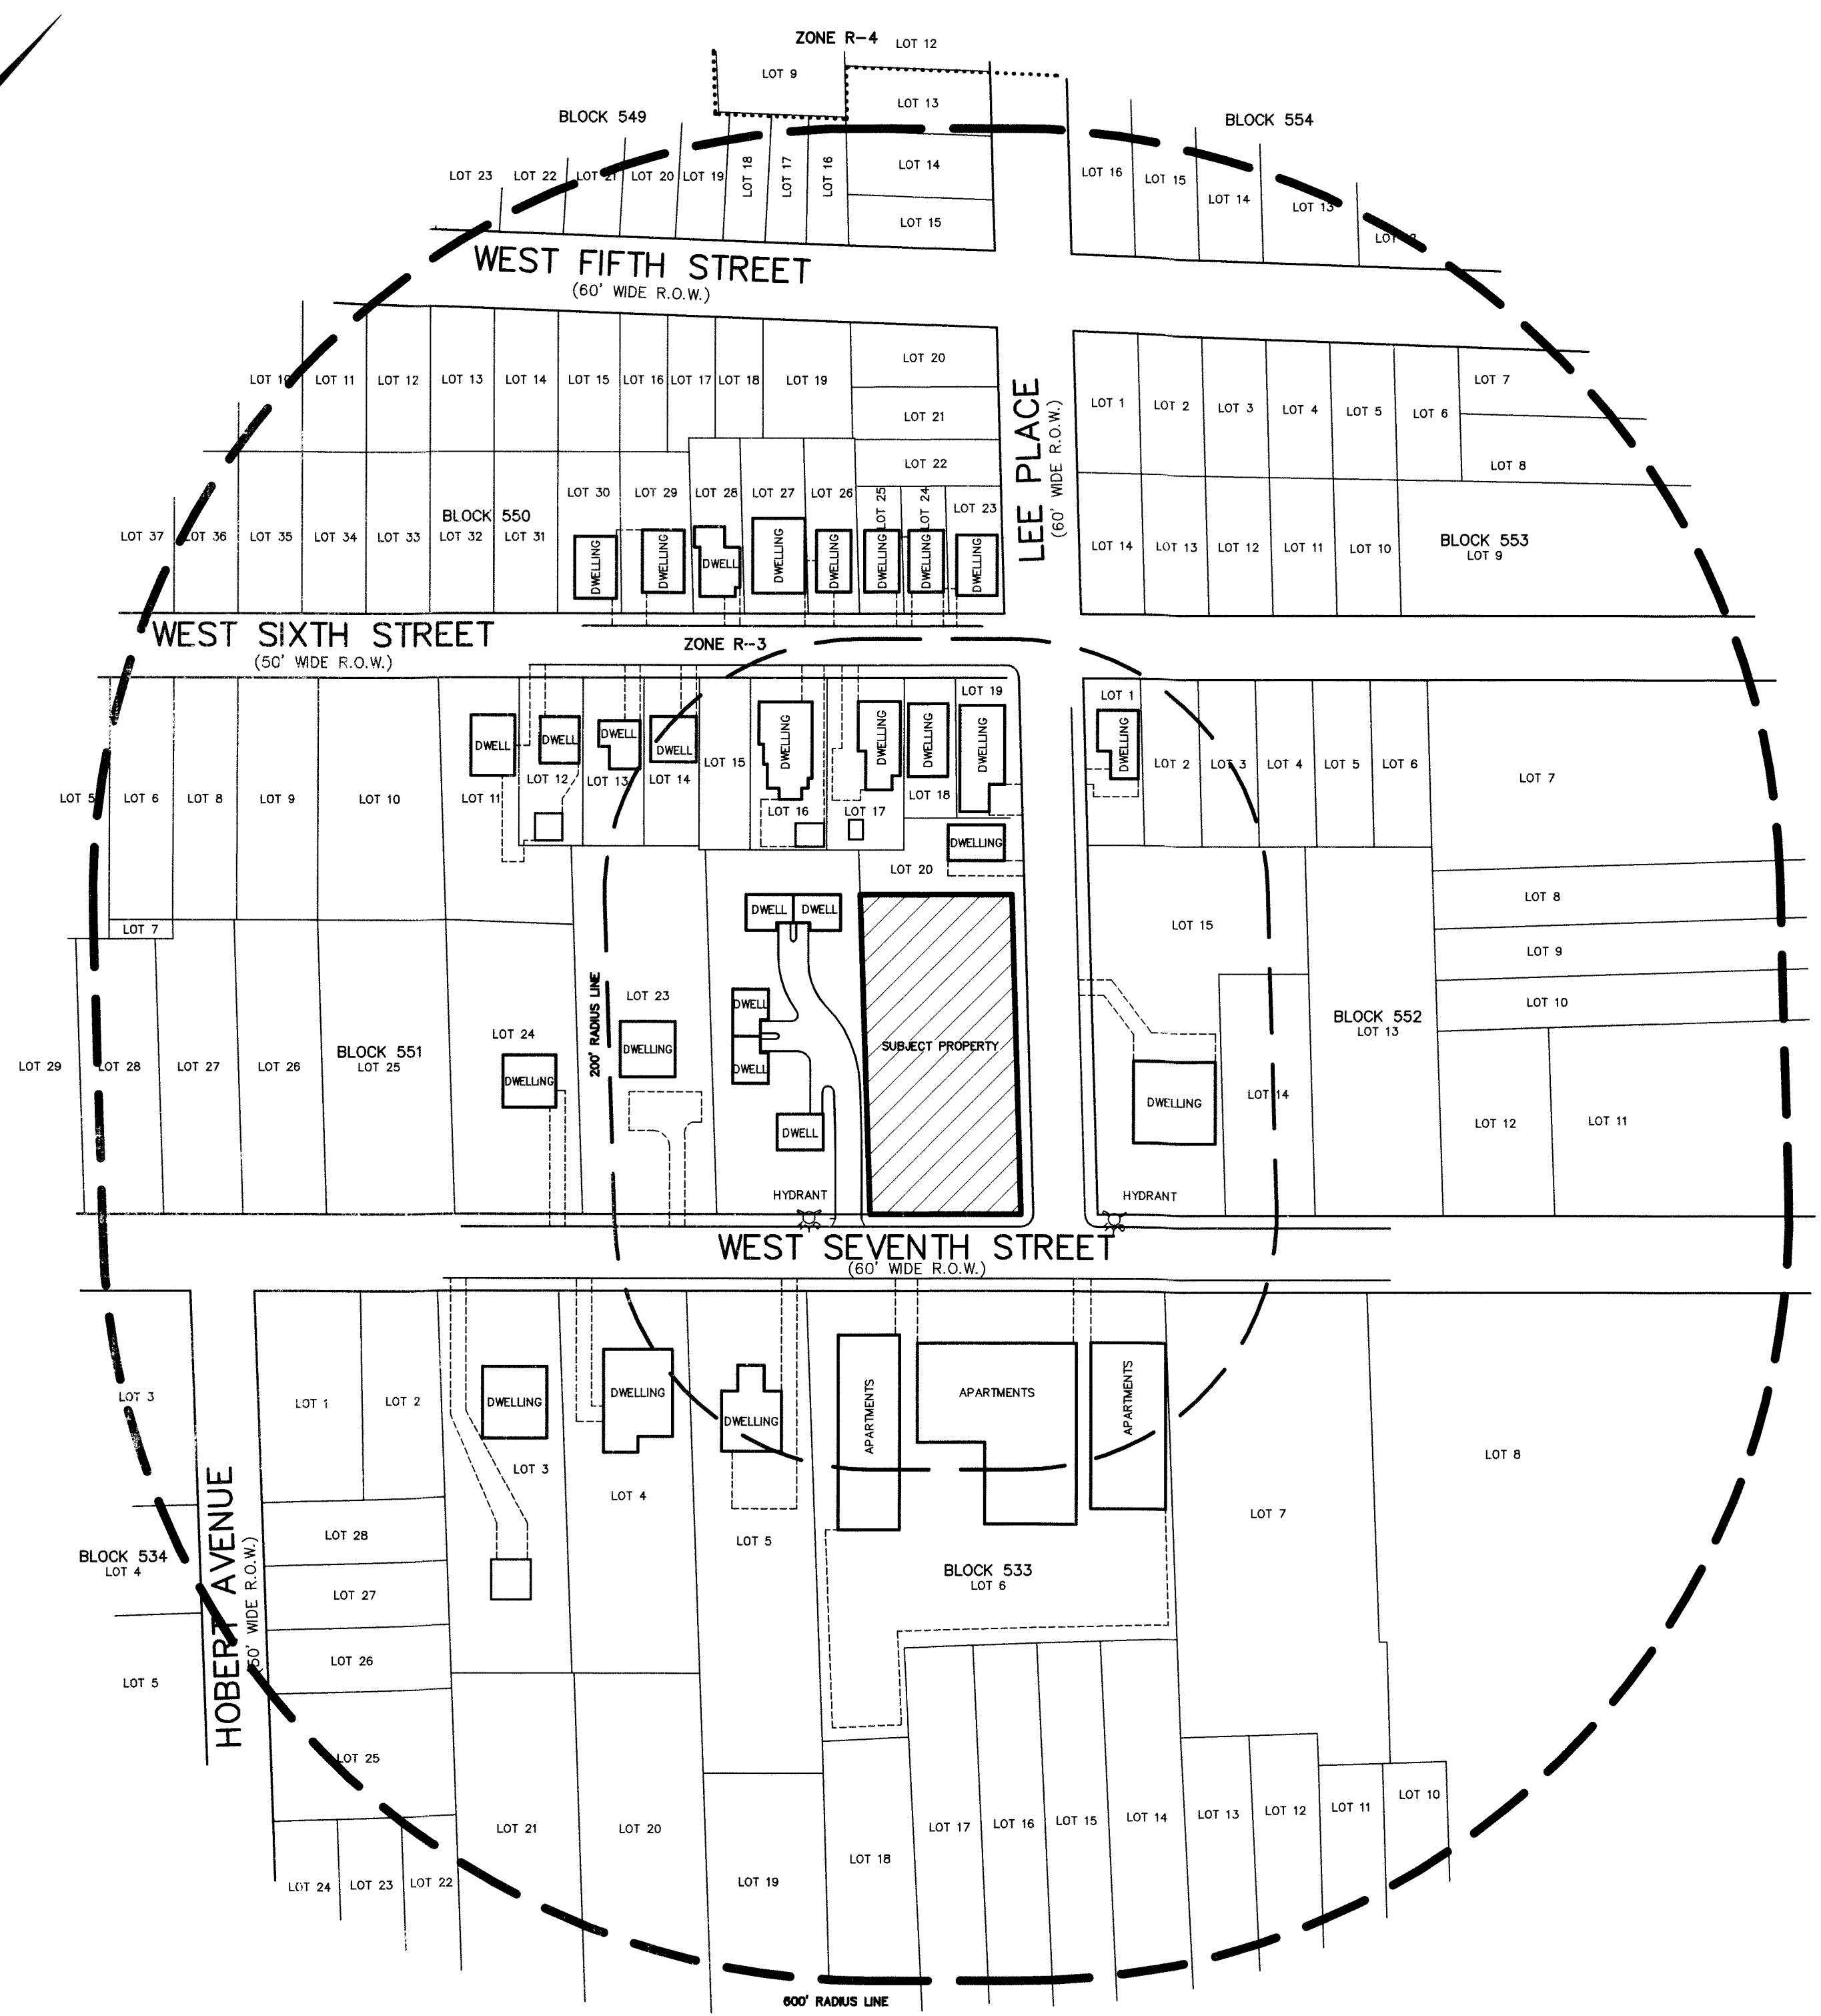 ZONE R-4
LOT 12
LOT 9
LOT 13
BLOCK 549
BLOCK 554
LOT 23
LOT 22
LOT 21
LOT 20
LOT 19
LOT 18
LOT 17
LOT 16
LOT 14
LOT 15
LOT 16
LOT 15
LOT 14
LOT 13
WEST FIFTH STREET
(60' WIDE R.O.W.)
LOT 10
LOT 11
LOT 12
LOT 13
LOT 14
LOT 15
LOT 16
LOT 17
LOT 18
LOT 19
LOT 20
LOT 21
LOT 22
LEE PLACE
(60' WIDE R.O.W.)
LOT 1
LOT 2
LOT 3
LOT 4
LOT 5
LOT 6
LOT 7
LOT 8
LOT 37
LOT 36
LOT 35
LOT 34
LOT 33
BLOCK 550
LOT 32
LOT 31
LOT 30
LOT 29
LOT 28
LOT 27
LOT 26
LOT 25
LOT 24
LOT 23
DWELLING
DWELLING
DWELL
DWELLING
DWELLING
DWELLING
DWELLING
DWELLING
LOT 14
LOT 13
LOT 12
LOT 11
LOT 10
BLOCK 553
LOT 9
WEST SIXTH STREET
(50' WIDE R.O.W.)
ZONE R-3
LOT 5
LOT 6
LOT 8
LOT 9
LOT 10
LOT 11
DWELL
DWELL
LOT 12
DWELL
LOT 13
DWELL
LOT 14
LOT 15
DWELLING
LOT 16
DWELLING
LOT 17
DWELLING
LOT 18
LOT 19
DWELLING
DWELLING
LOT 20
LOT 1
DWELLING
LOT 2
LOT 3
LOT 4
LOT 5
LOT 6
LOT 7
LOT 7
DWELL
DWELL
LOT 15
LOT 8
LOT 9
LOT 10
200' RADIUS LINE
LOT 23
DWELLING
DWELL
DWELL
DWELL
SUBJECT PROPERTY
BLOCK 552
LOT 13
LOT 29
LOT 28
LOT 27
LOT 26
BLOCK 551
LOT 25
LOT 24
DWELLING
DWELLING
LOT 14
LOT 12
LOT 11
HYDRANT
HYDRANT
WEST SEVENTH STREET
(60' WIDE R.O.W.)
LOT 3
LOT 1
LOT 2
DWELLING
LOT 3
DWELLING
LOT 4
DWELLING
LOT 5
APARTMENTS
APARTMENTS
APARTMENTS
LOT 7
LOT 8
BLOCK 534
LOT 4
HOBERT AVENUE
(50' WIDE R.O.W.)
LOT 28
LOT 27
LOT 26
LOT 25
BLOCK 533
LOT 6
LOT 5
LOT 24
LOT 23
LOT 22
LOT 21
LOT 20
LOT 19
LOT 18
LOT 17
LOT 16
LOT 15
LOT 14
LOT 13
LOT 12
LOT 11
LOT 10
600' RADIUS LINE